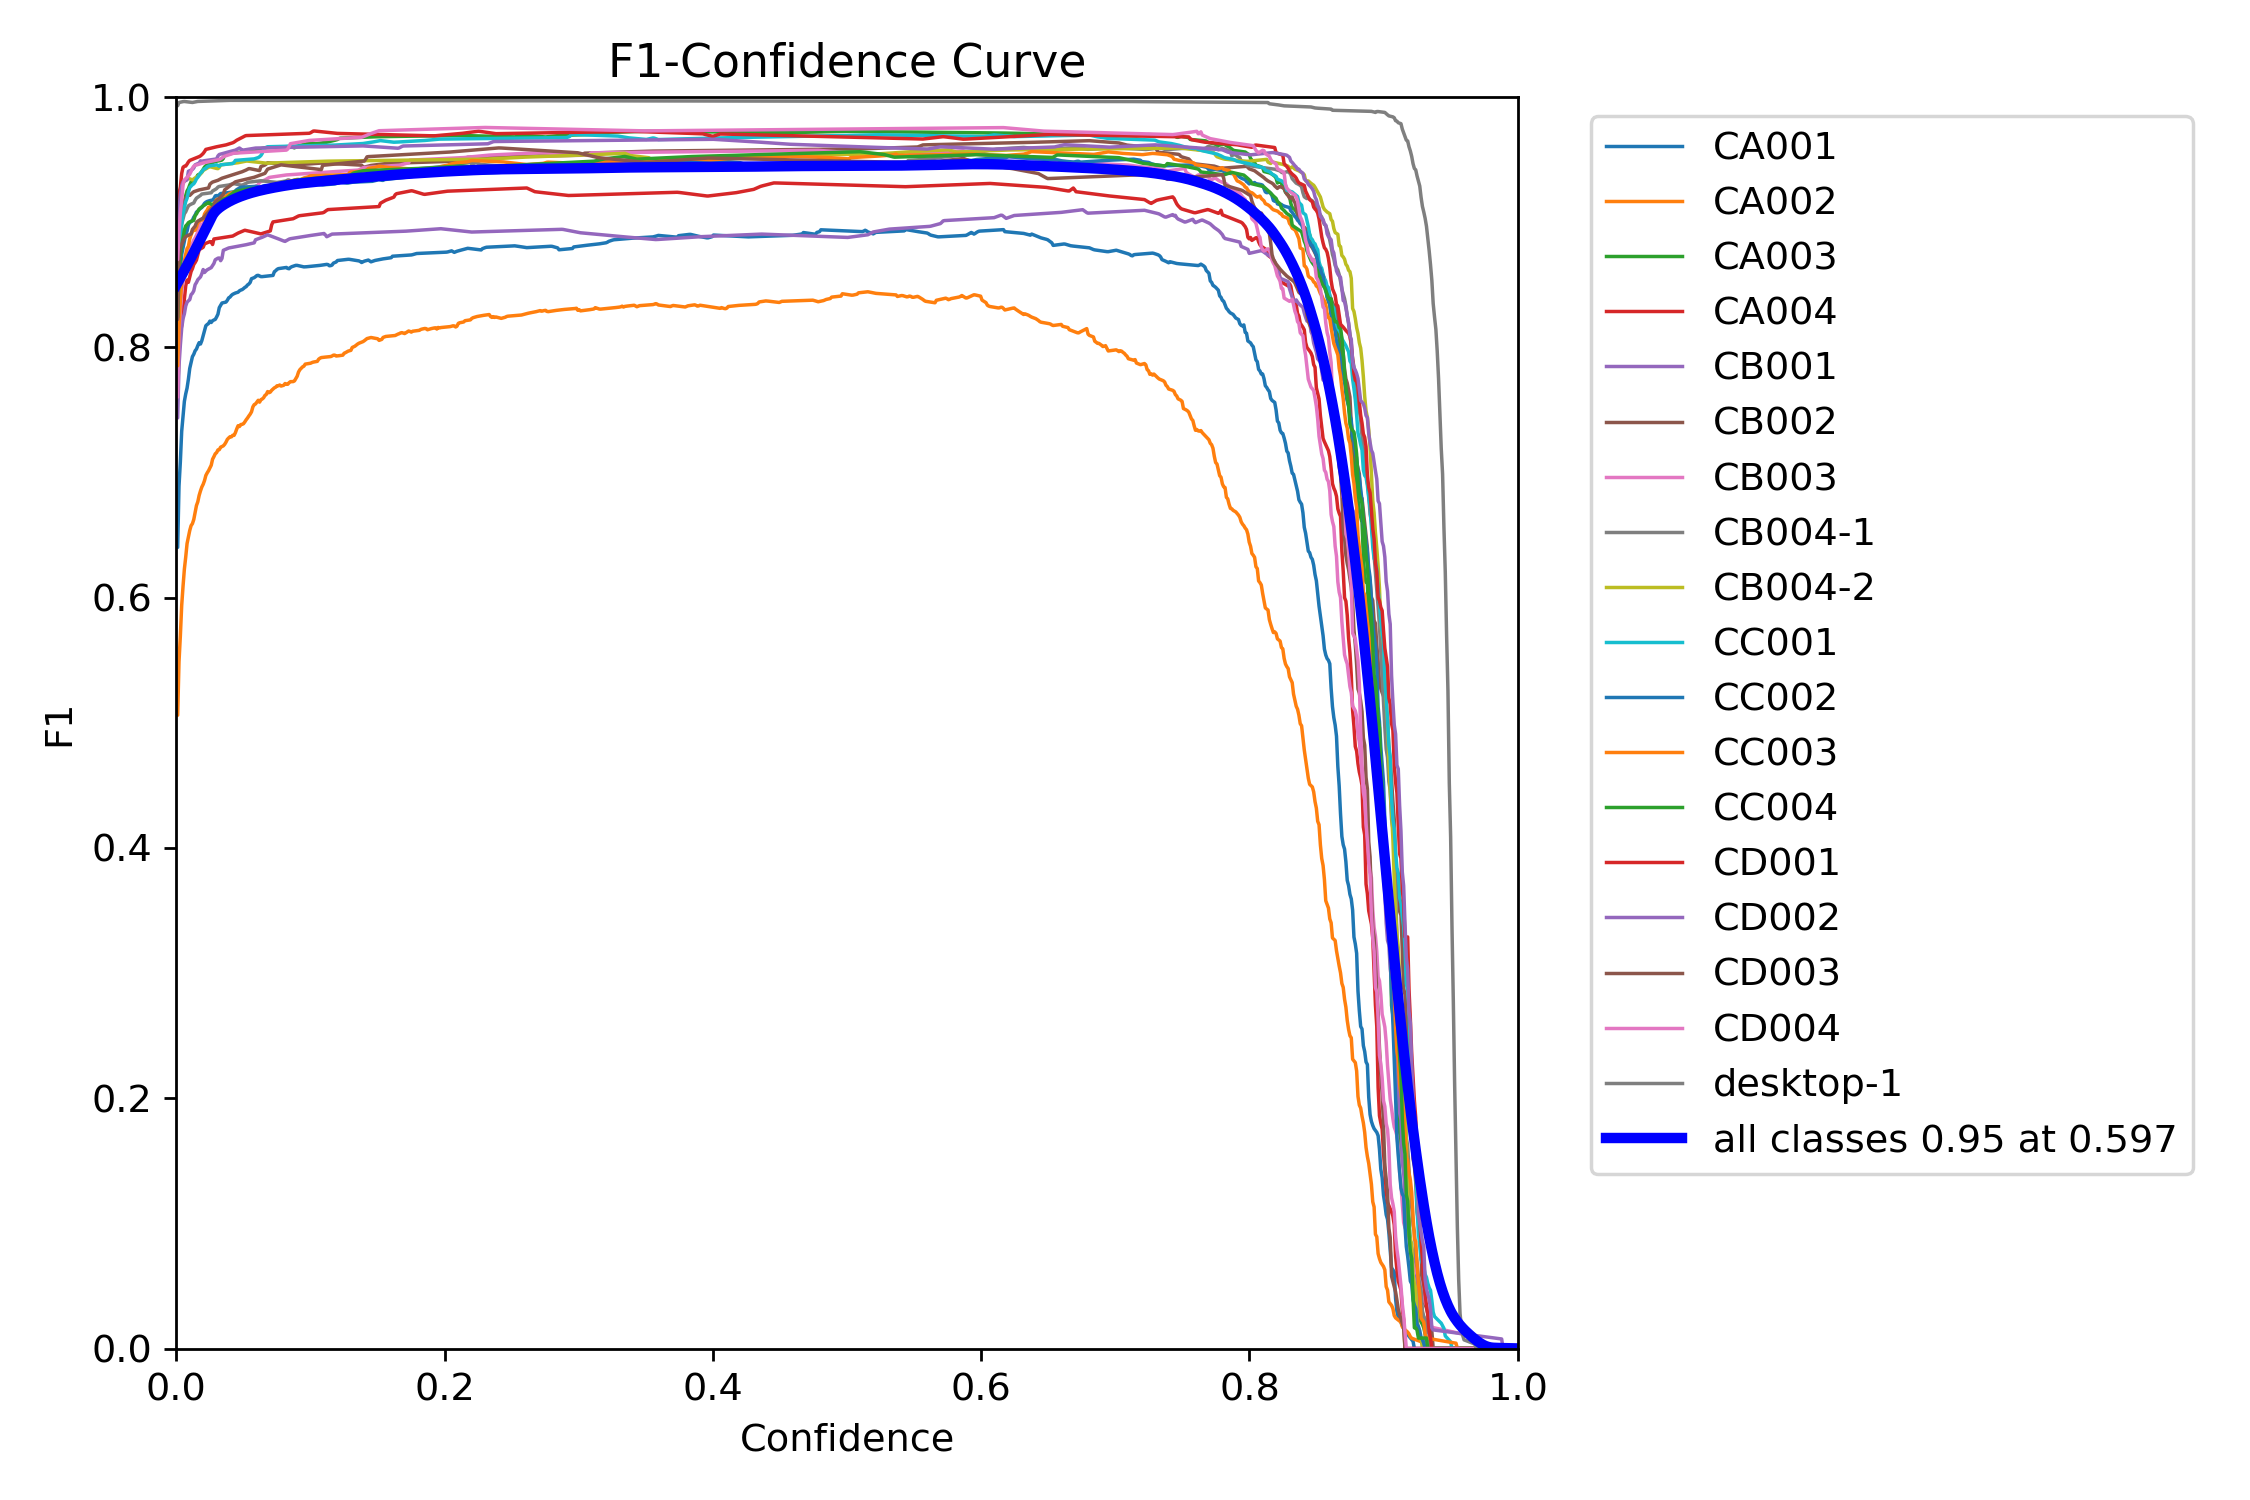 F1-Confidence Curve
1.0
0.8
0.6
0.4
0.2
0.0
F1
0.0 0.2 0.4 0.6 0.8 1.0
Confidence
CA001
CA002
CA003
CA004
CB001
CB002
CB003
CB004-1
CB004-2
CC001
CC002
CC003
CC004
CD001
CD002
CD003
CD004
desktop-1
all classes 0.95 at 0.597